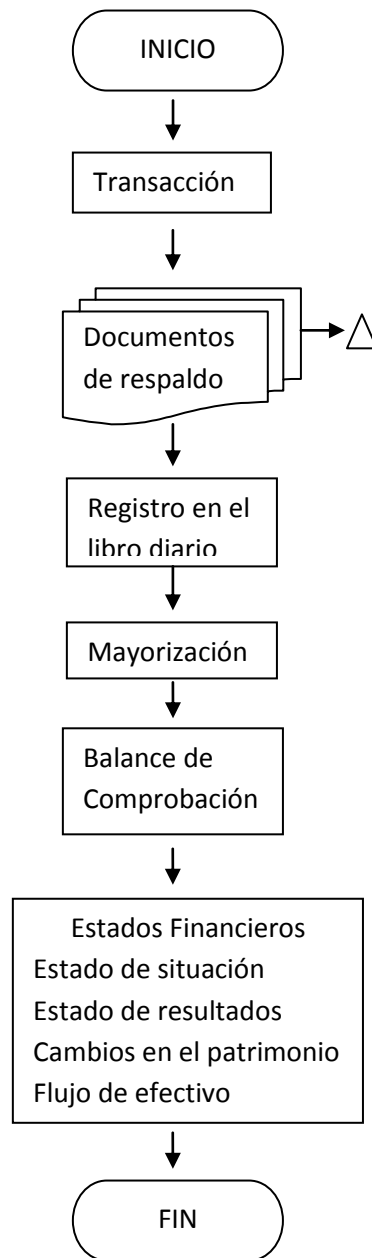 INICIO
Transacción
Documentos
de respaldo
Registro en el
libro diario
Mayorización
Balance de
Comprobación
Estados Financieros
Estado de situación
Estado de resultados
Cambios en el patrimonio
Flujo de efectivo
FIN